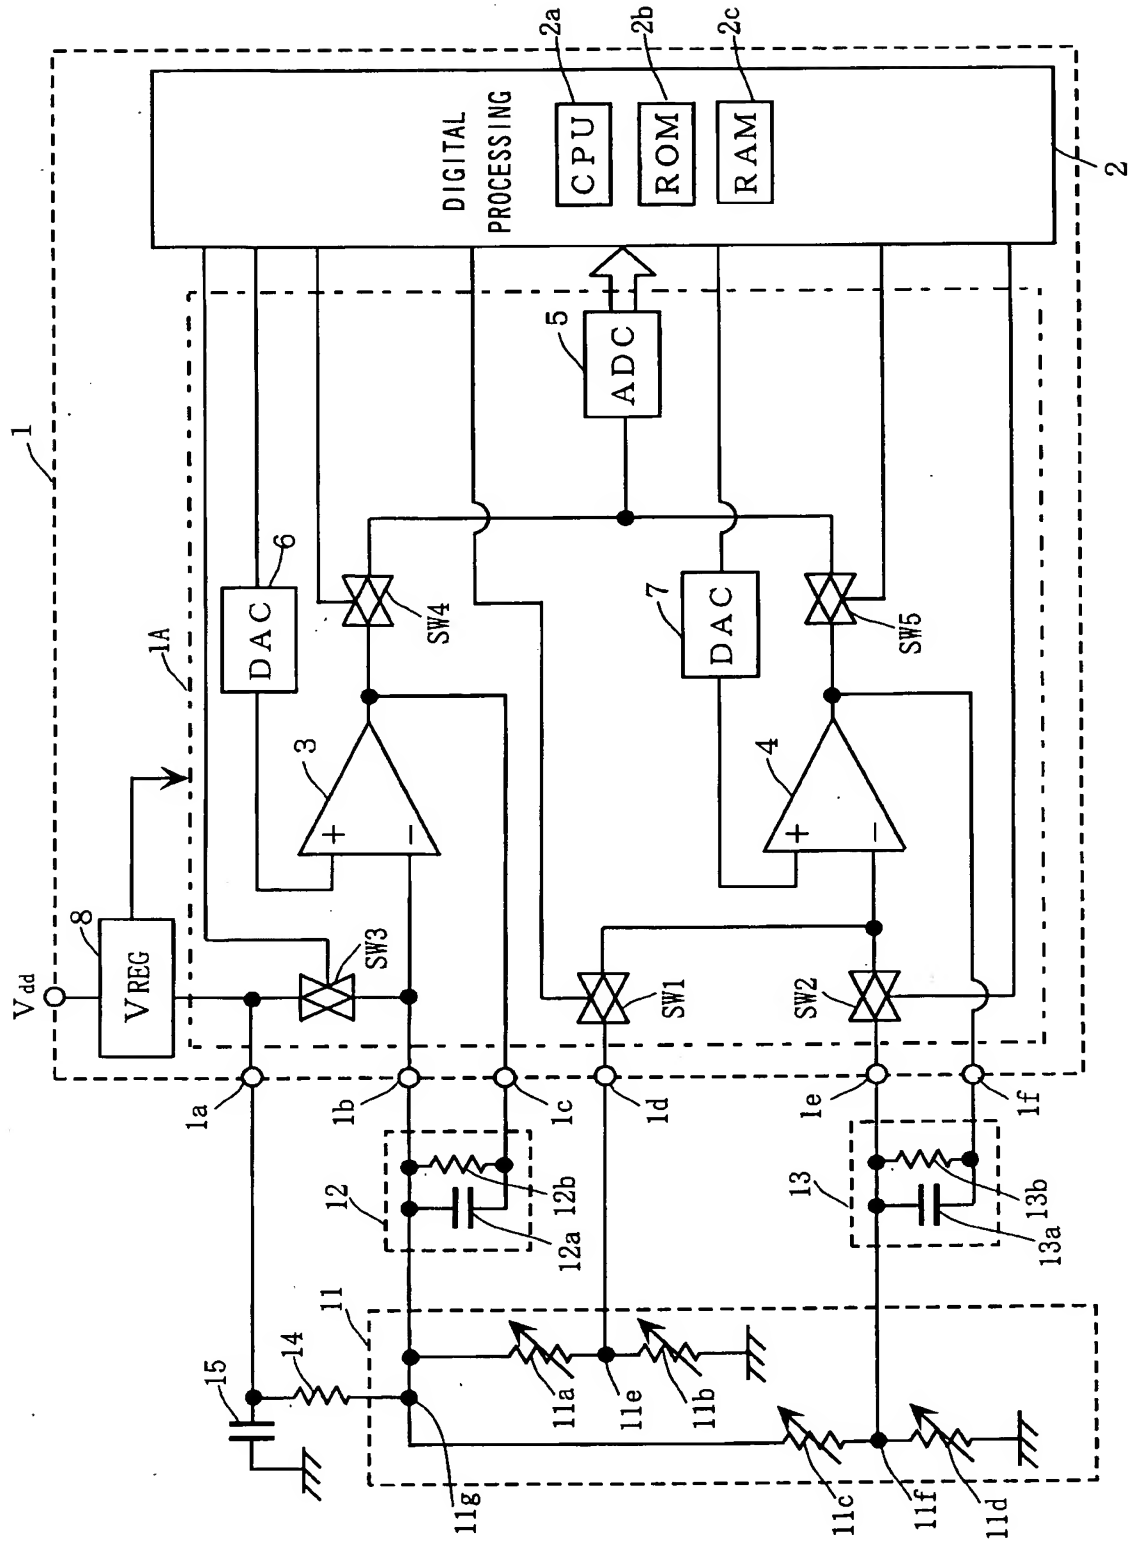 1
Vdd
8
VREG
1A
DAC
6
3
+
−
SW3
SW4
DIGITAL
PROCESSING
CPU
2a
ROM
2b
RAM
2c
2
ADC
5
DAC
7
4
+
−
SW1
SW2
SW5
1a
1b
1c
1d
1e
1f
12
12b
12a
13
13b
13a
15
14
11
11a
11e
11b
11g
11c
11f
11d